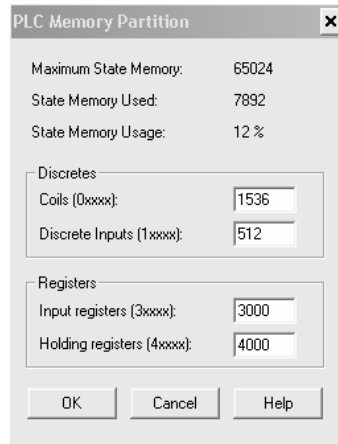 PLC Memory Partition
Maximum State Memory: 65024
State Memory Used: 7892
State Memory Usage: 12 %
Discretes
Coils (0xxxx): 1536
Discrete Inputs (1xxxx): 512
Registers
Input registers (3xxxx): 3000
Holding registers (4xxxx): 4000
OK Cancel Help